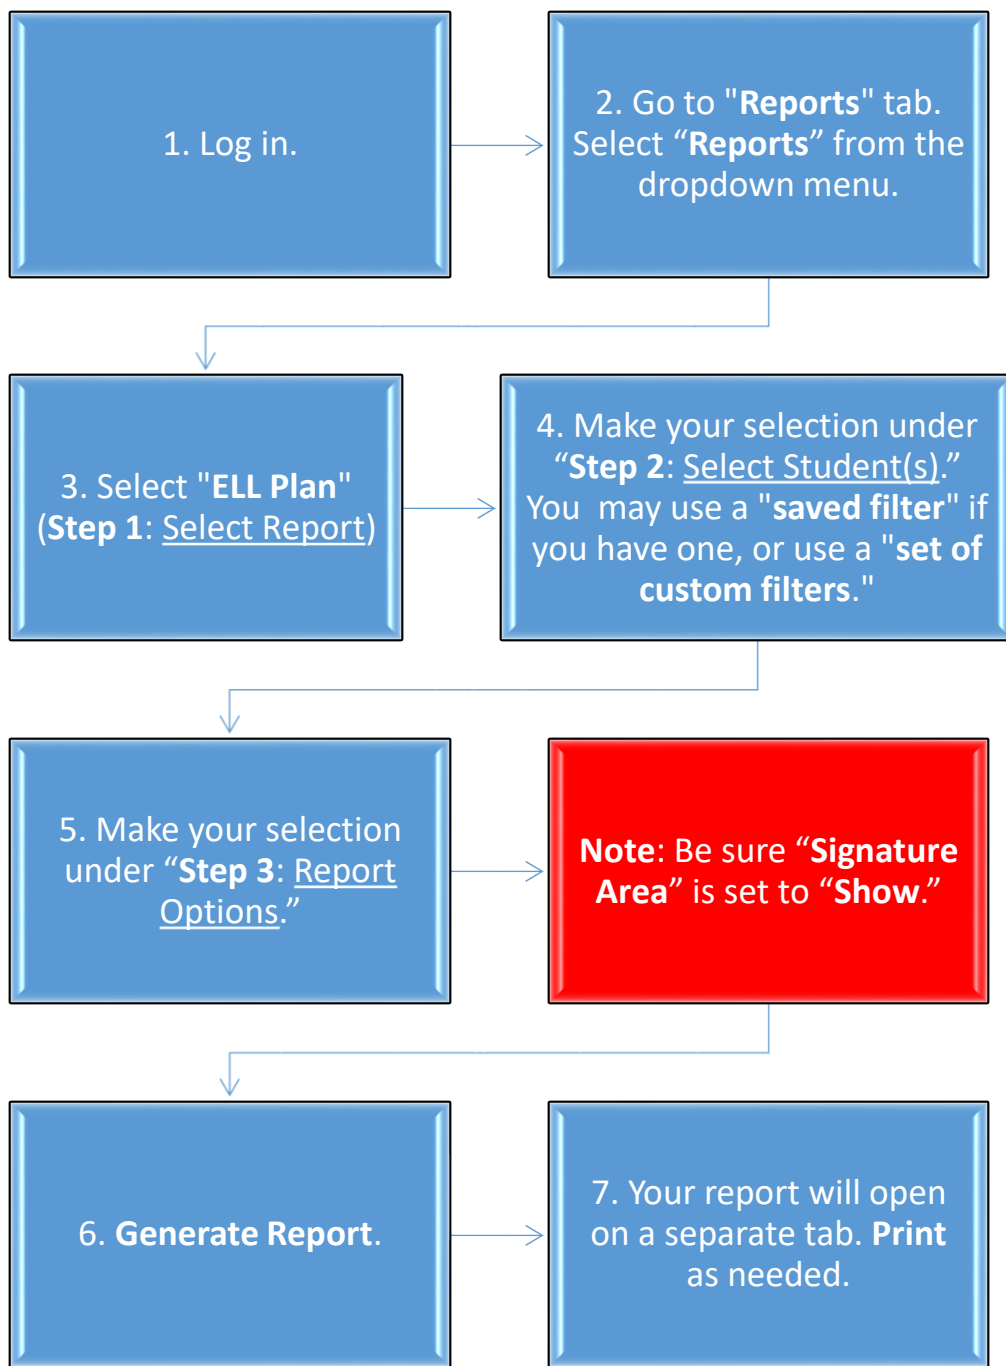 1. Log in.
2. Go to "Reports" tab.
Select “Reports” from the
dropdown menu.
3. Select "ELL Plan"
(Step 1: Select Report)
4. Make your selection under
“Step 2: Select Student(s).”
You  may use a "saved filter" if
you have one, or use a "set of
custom filters."
5. Make your selection
under “Step 3: Report
Options.”
Note: Be sure “Signature
Area” is set to “Show.”
6. Generate Report.
7. Your report will open
on a separate tab. Print
as needed.